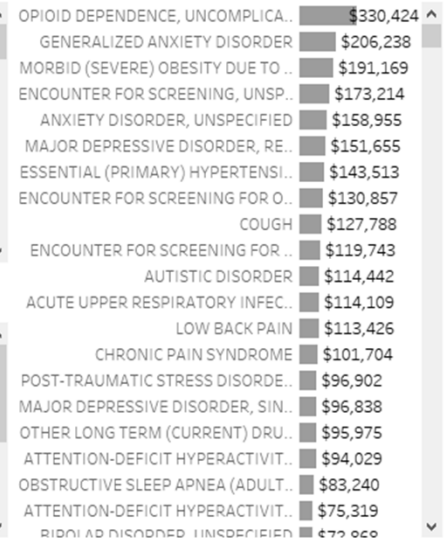 OPIOID DEPENDENCE, UNCOMPLICA.. $330,424
GENERALIZED ANXIETY DISORDER $206,238
MORBID (SEVERE) OBESITY DUE TO .. $191,169
ENCOUNTER FOR SCREENING, UNSP.. $173,214
ANXIETY DISORDER, UNSPECIFIED $158,955
MAJOR DEPRESSIVE DISORDER, RE.. $151,655
ESSENTIAL (PRIMARY) HYPERTENSI.. $143,513
ENCOUNTER FOR SCREENING FOR O.. $130,857
COUGH $127,788
ENCOUNTER FOR SCREENING FOR .. $119,743
AUTISTIC DISORDER $114,442
ACUTE UPPER RESPIRATORY INFEC.. $114,109
LOW BACK PAIN $113,426
CHRONIC PAIN SYNDROME $101,704
POST-TRAUMATIC STRESS DISORDE.. $96,902
MAJOR DEPRESSIVE DISORDER, SIN.. $96,838
OTHER LONG TERM (CURRENT) DRU.. $95,975
ATTENTION-DEFICIT HYPERACTIVIT.. $94,029
OBSTRUCTIVE SLEEP APNEA (ADULT.. $83,240
ATTENTION-DEFICIT HYPERACTIVIT.. $75,319
BIPOLAR DISORDER, UNSPECIFIED $72,868